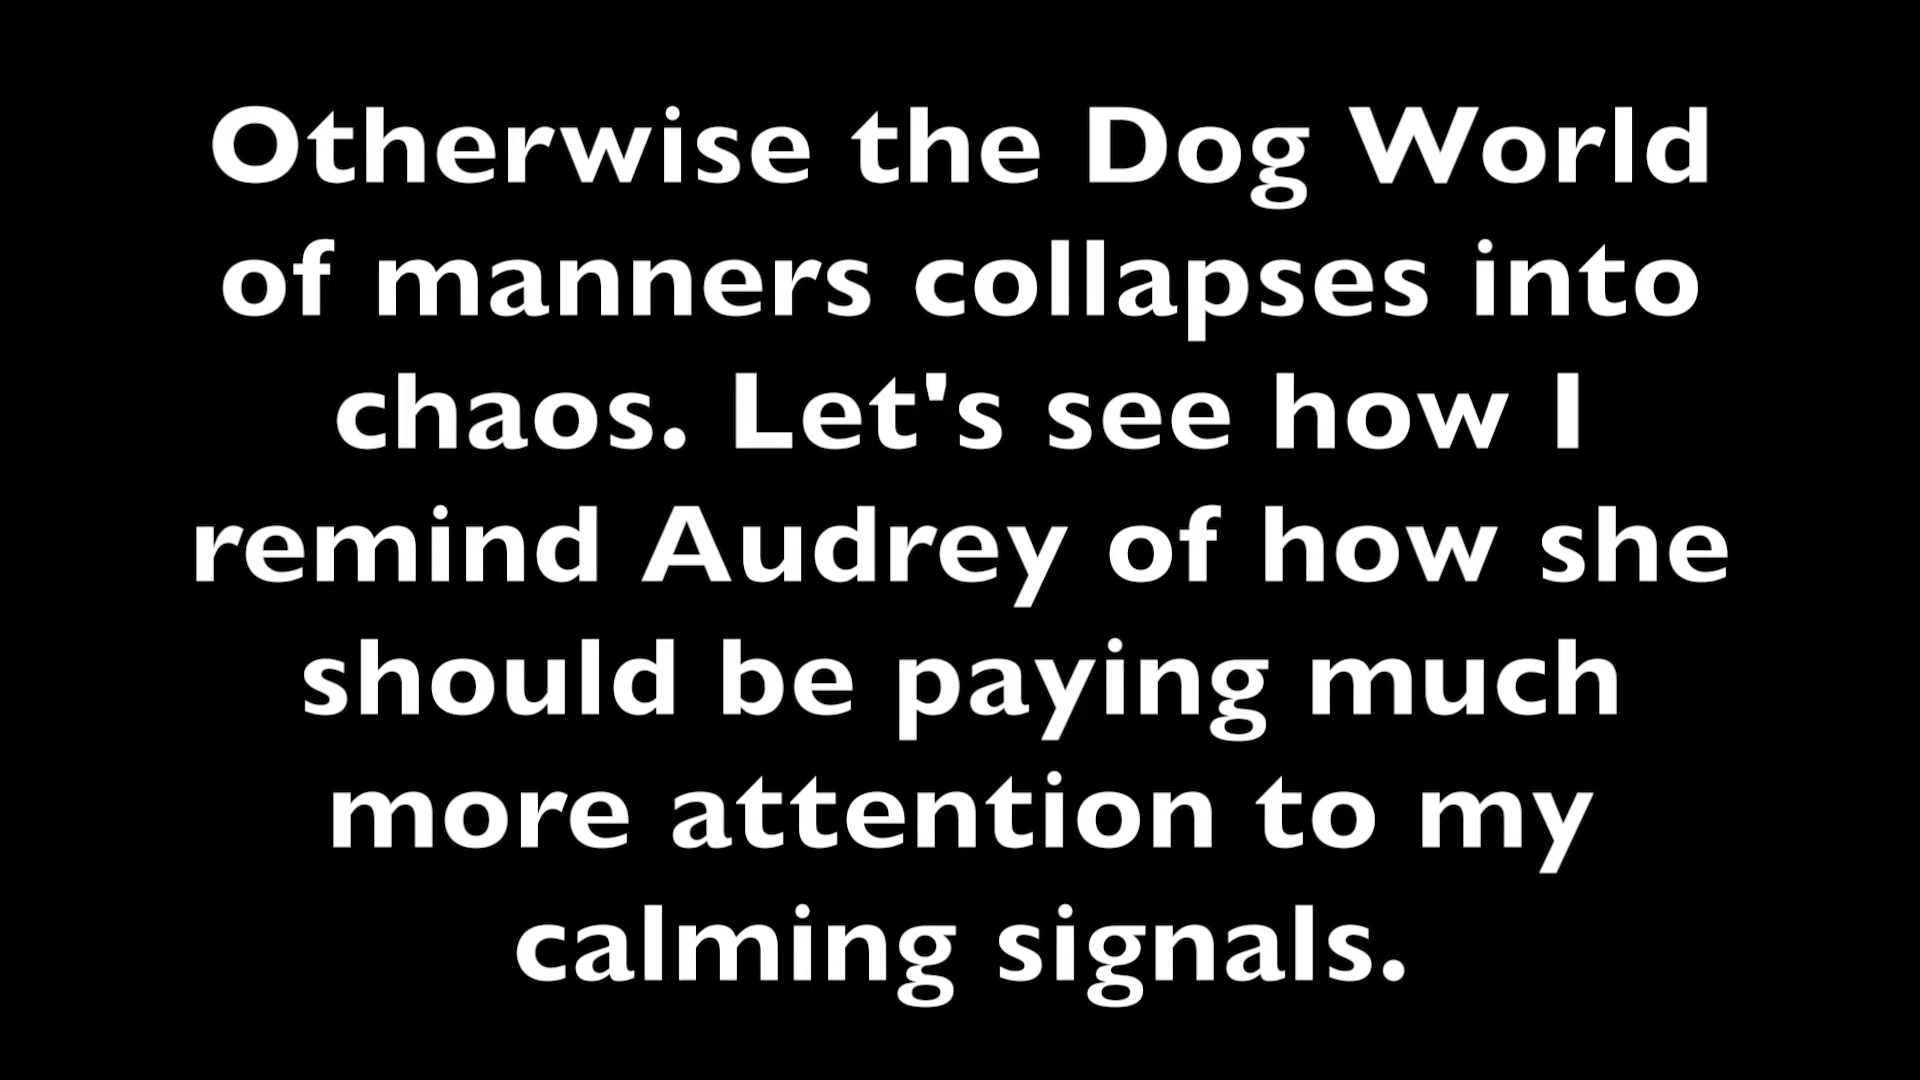 Otherwise the Dog World
of manners collapses into
chaos. Let's see how I
remind Audrey of how she
should be paying much
more attention to my
calming signals.